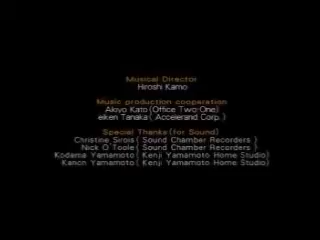 Musical Director
Hiroshi Kamo
Music production cooperation
Akiyo Kato ( Office Two-One )
eiken Tanaka ( Accelerand Corp. )
Special Thanks (for Sound)
Christine Sirois ( Sound Chamber Recorders )
Nick O'Toole ( Sound Chamber Recorders )
Kodama Yamamoto ( Kenji Yamamoto Home Studio)
Kanon Yamamoto ( Kenji Yamamoto Home Studio)